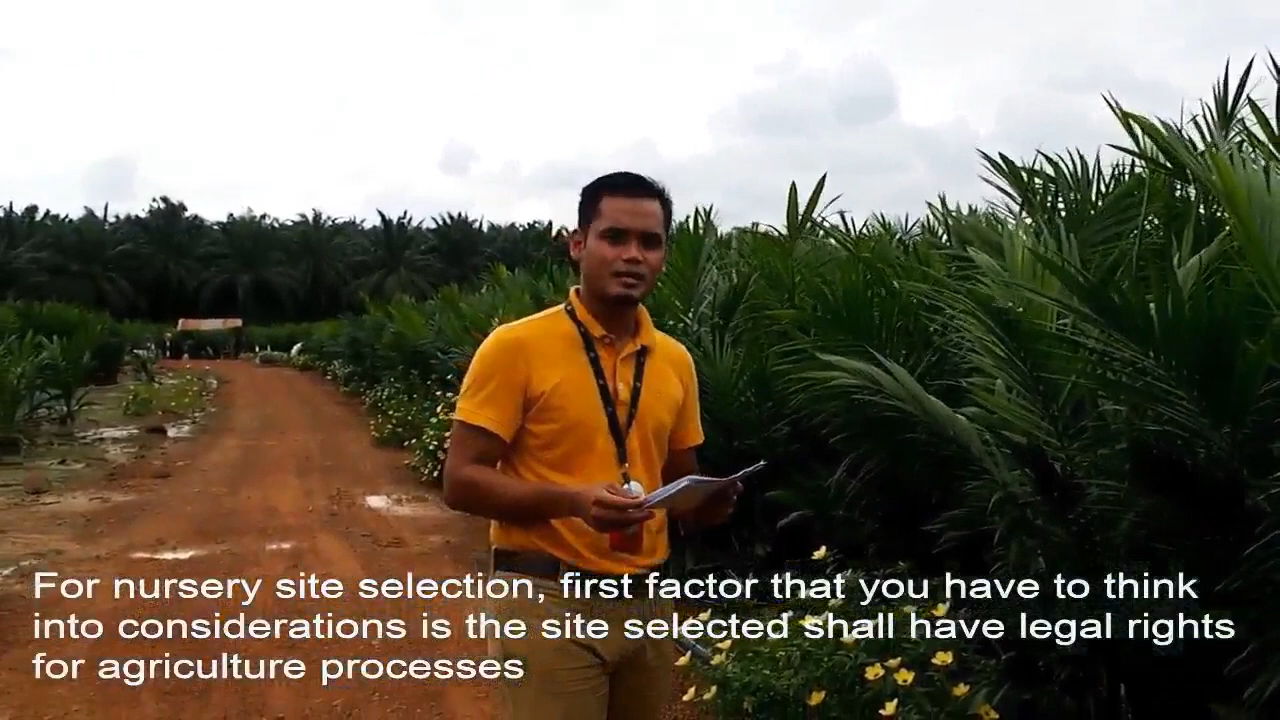 For nursery site selection, first factor that you have to think
into considerations is the site selected shall have legal rights
for agriculture processes